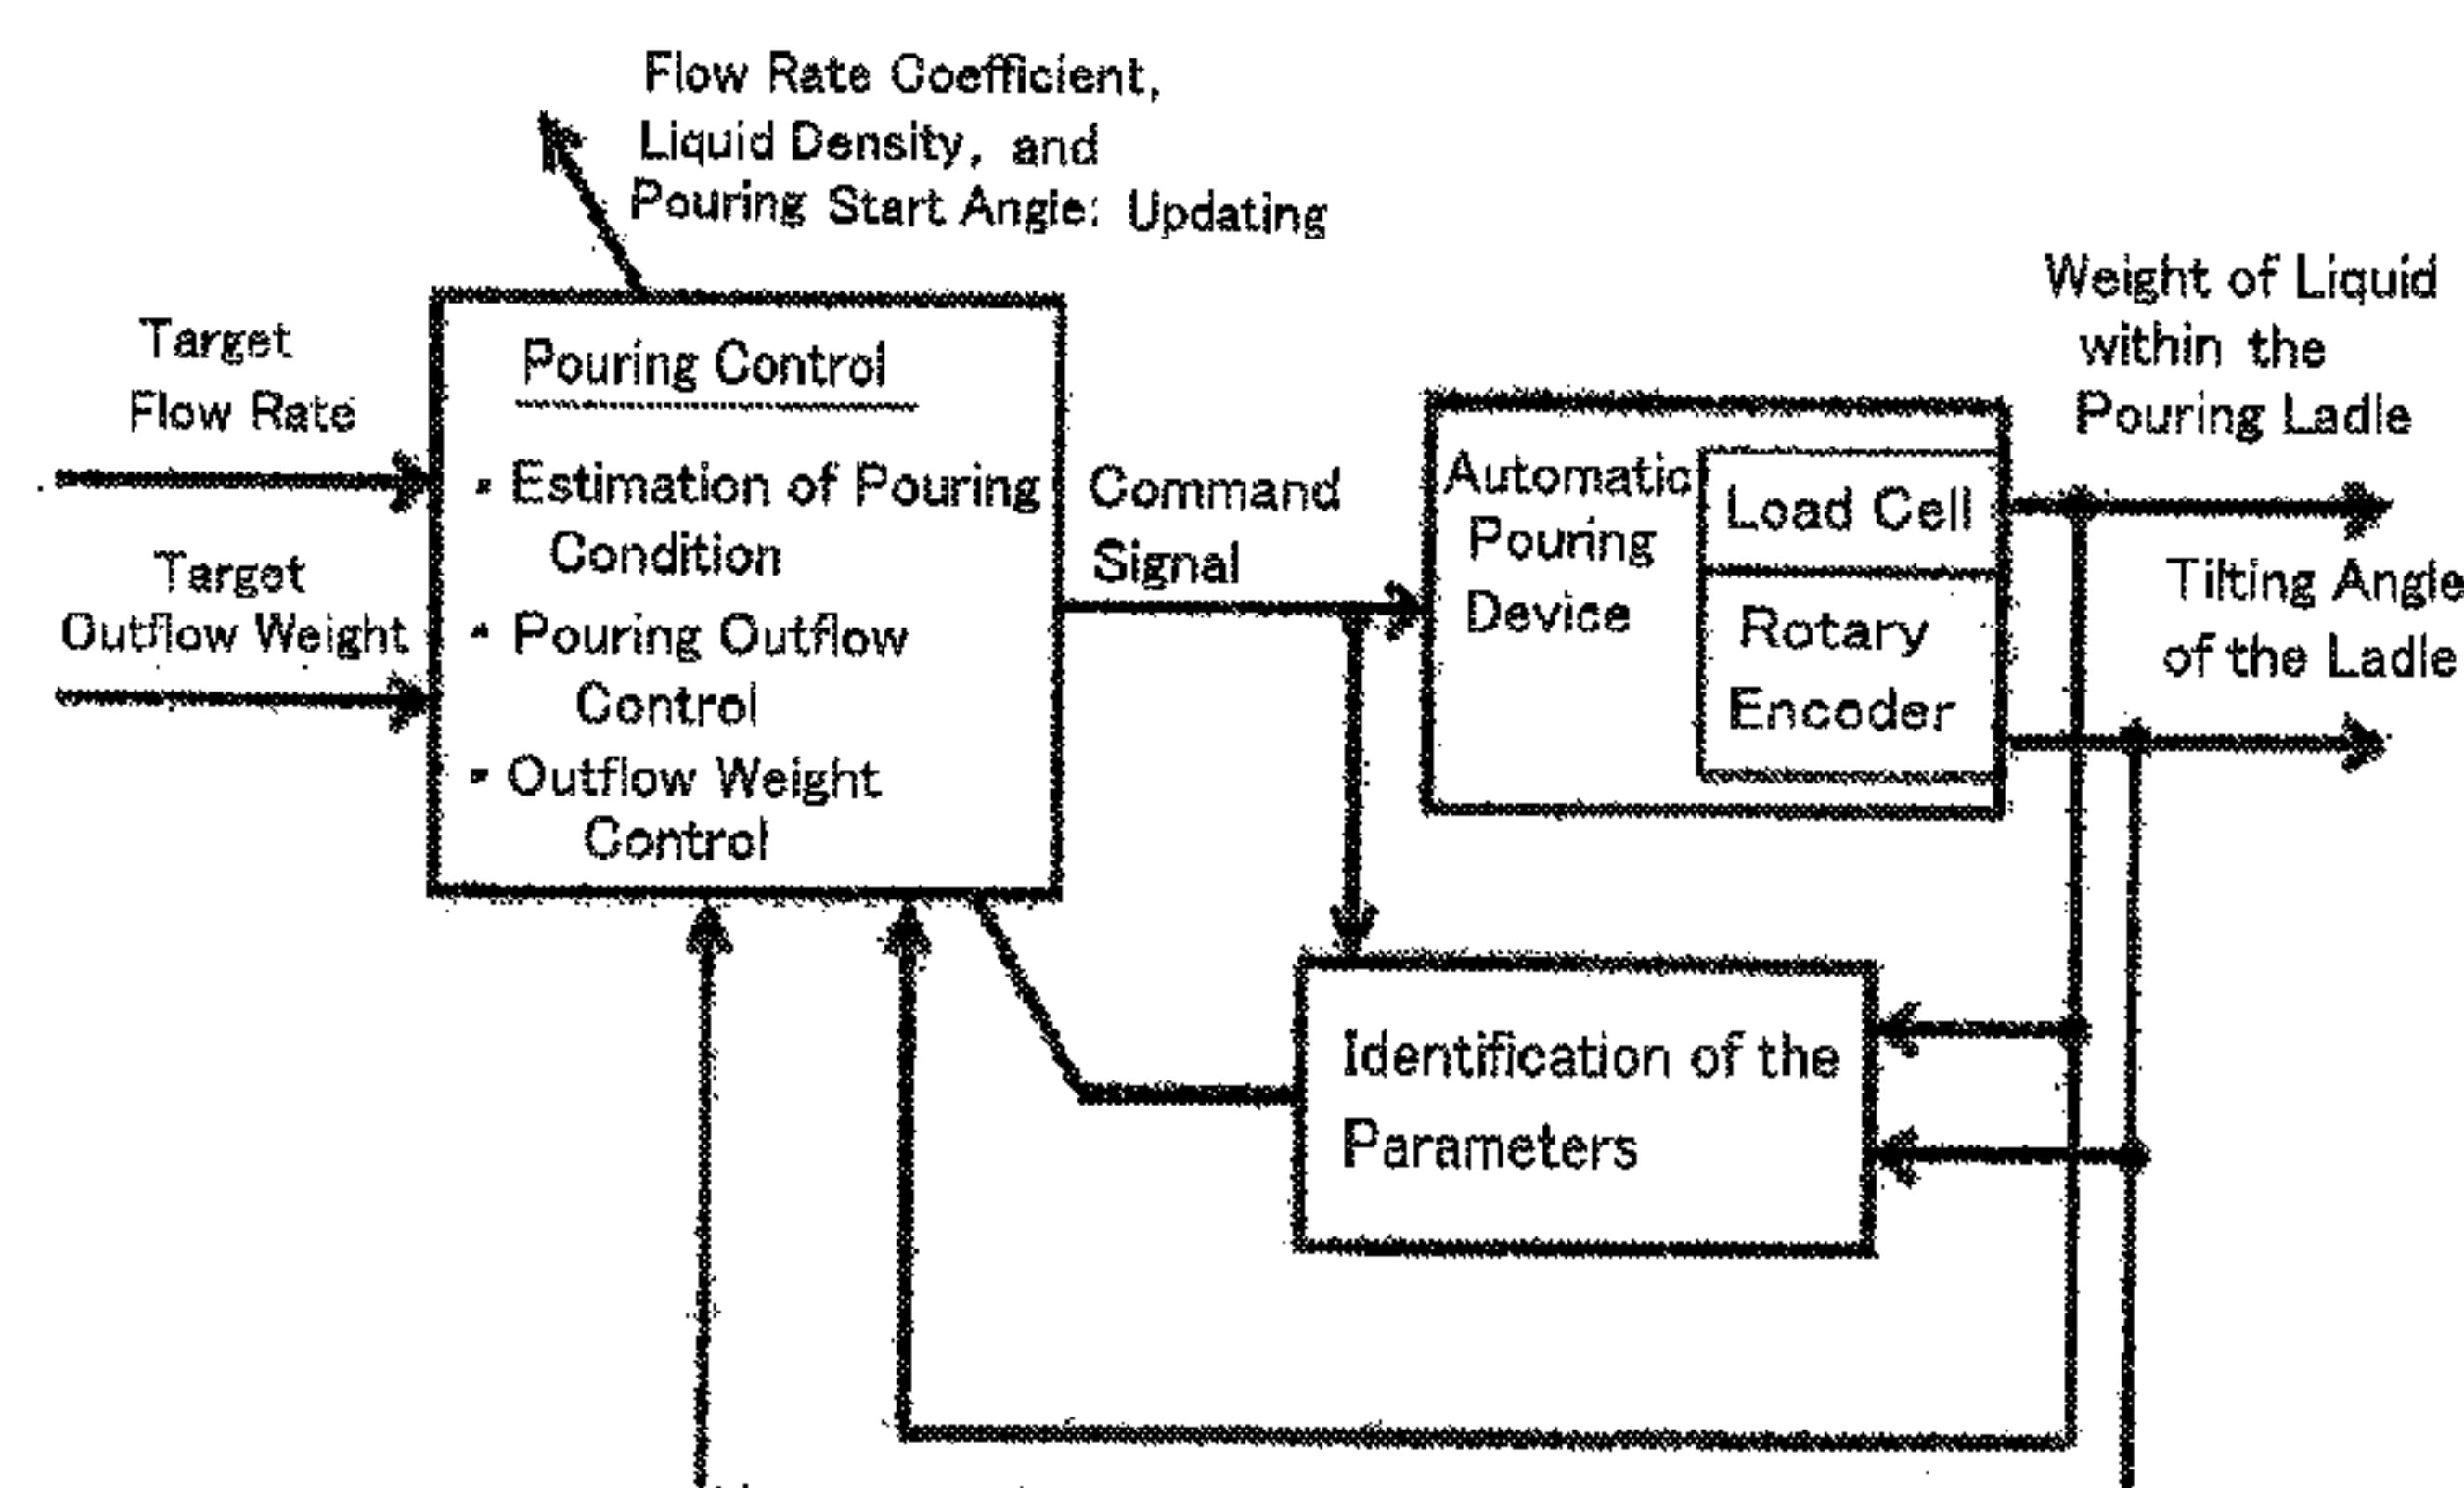 Flow Rate Coefficient,
Liquid Density, and
Pouring Start Angle: Updating
Target
Flow Rate
Target
Outflow Weight
Pouring Control
▪ Estimation of Pouring
Condition
▪ Pouring Outflow
Control
▪ Outflow Weight
Control
Command
Signal
Automatic
Pouring
Device
Load Cell
Rotary
Encoder
Weight of Liquid
within the
Pouring Ladle
Tilting Angle
of the Ladle
Identification of the
Parameters